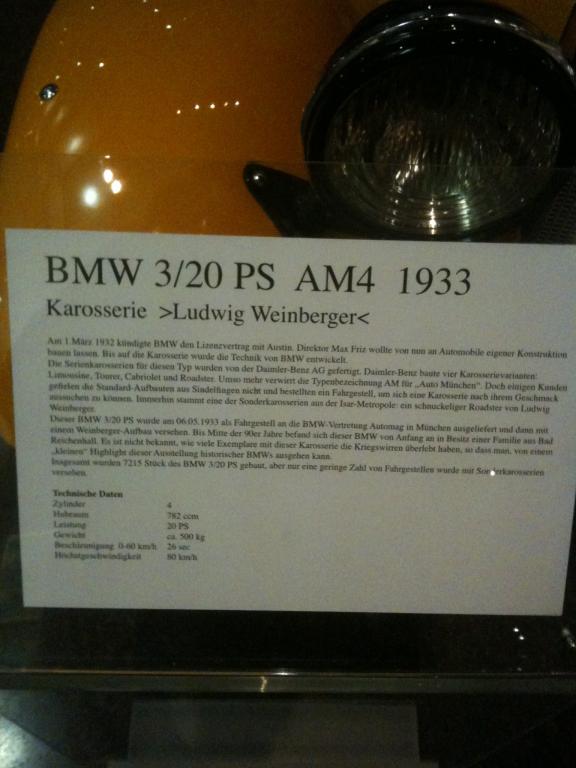 BMW 3/20 PS AM4 1933
Karosserie >Ludwig Weinberger<
Am 1.März 1932 kündigte BMW den Lizenzvertrag mit Austin. Direktor Max Friz wollte von nun an Automobile eigener Konstruktion
bauen lassen. Bis auf die Karosserie wurde die Technik von BMW entwickelt.
Die Serienkarosserien für diesen Typ wurden von der Daimler-Benz AG gefertigt. Daimler-Benz baute vier Karosserievarianten:
Limousine, Tourer, Cabriolet und Roadster. Umso mehr verwirrt die Typenbezeichnung AM für „Auto München“. Doch einigen Kunden
gefielen die Standard-Aufbauten aus Sindelfingen nicht und bestellten ein Fahrgestell, um sich eine Karosserie nach ihrem Geschmack
aussuchen zu können. Immerhin stammt eine der Sonderkarosserien aus der Isar-Metropole: ein schnuckeliger Roadster von Ludwig
Weinberger.
Dieser BMW 3/20 PS wurde am 06.05.1933 als Fahrgestell an die BMW-Vertretung Automag in München ausgeliefert und dann mit
einem Weinberger-Aufbau versehen. Bis Mitte der 90er Jahre befand sich dieser BMW von Anfang an in Besitz einer Familie aus Bad
Reichenhall. Es ist nicht bekannt, wie viele Exemplare mit dieser Karosserie die Kriegswirren überlebt haben, so dass man, von einem
„kleinen“ Highlight dieser Ausstellung historischer BMWs ausgehen kann.
Insgesamt wurden 7215 Stück des BMW 3/20 PS gebaut, aber nur eine geringe Zahl von Fahrgestellen wurde mit Sonderkarosserien
versehen.
Technische Daten
Zylinder 4
Hubraum 782 ccm
Leistung 20 PS
Gewicht ca. 500 kg
Beschleunigung 0-60 km/h 26 sec
Höchstgeschwindigkeit 80 km/h